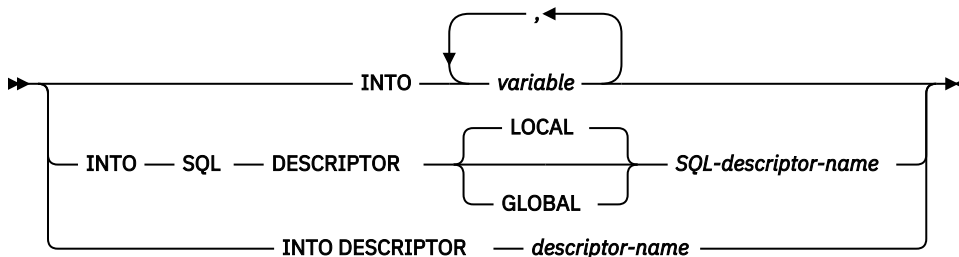 ,
INTO variable
LOCAL
INTO SQL DESCRIPTOR SQL-descriptor-name
GLOBAL
INTO DESCRIPTOR descriptor-name